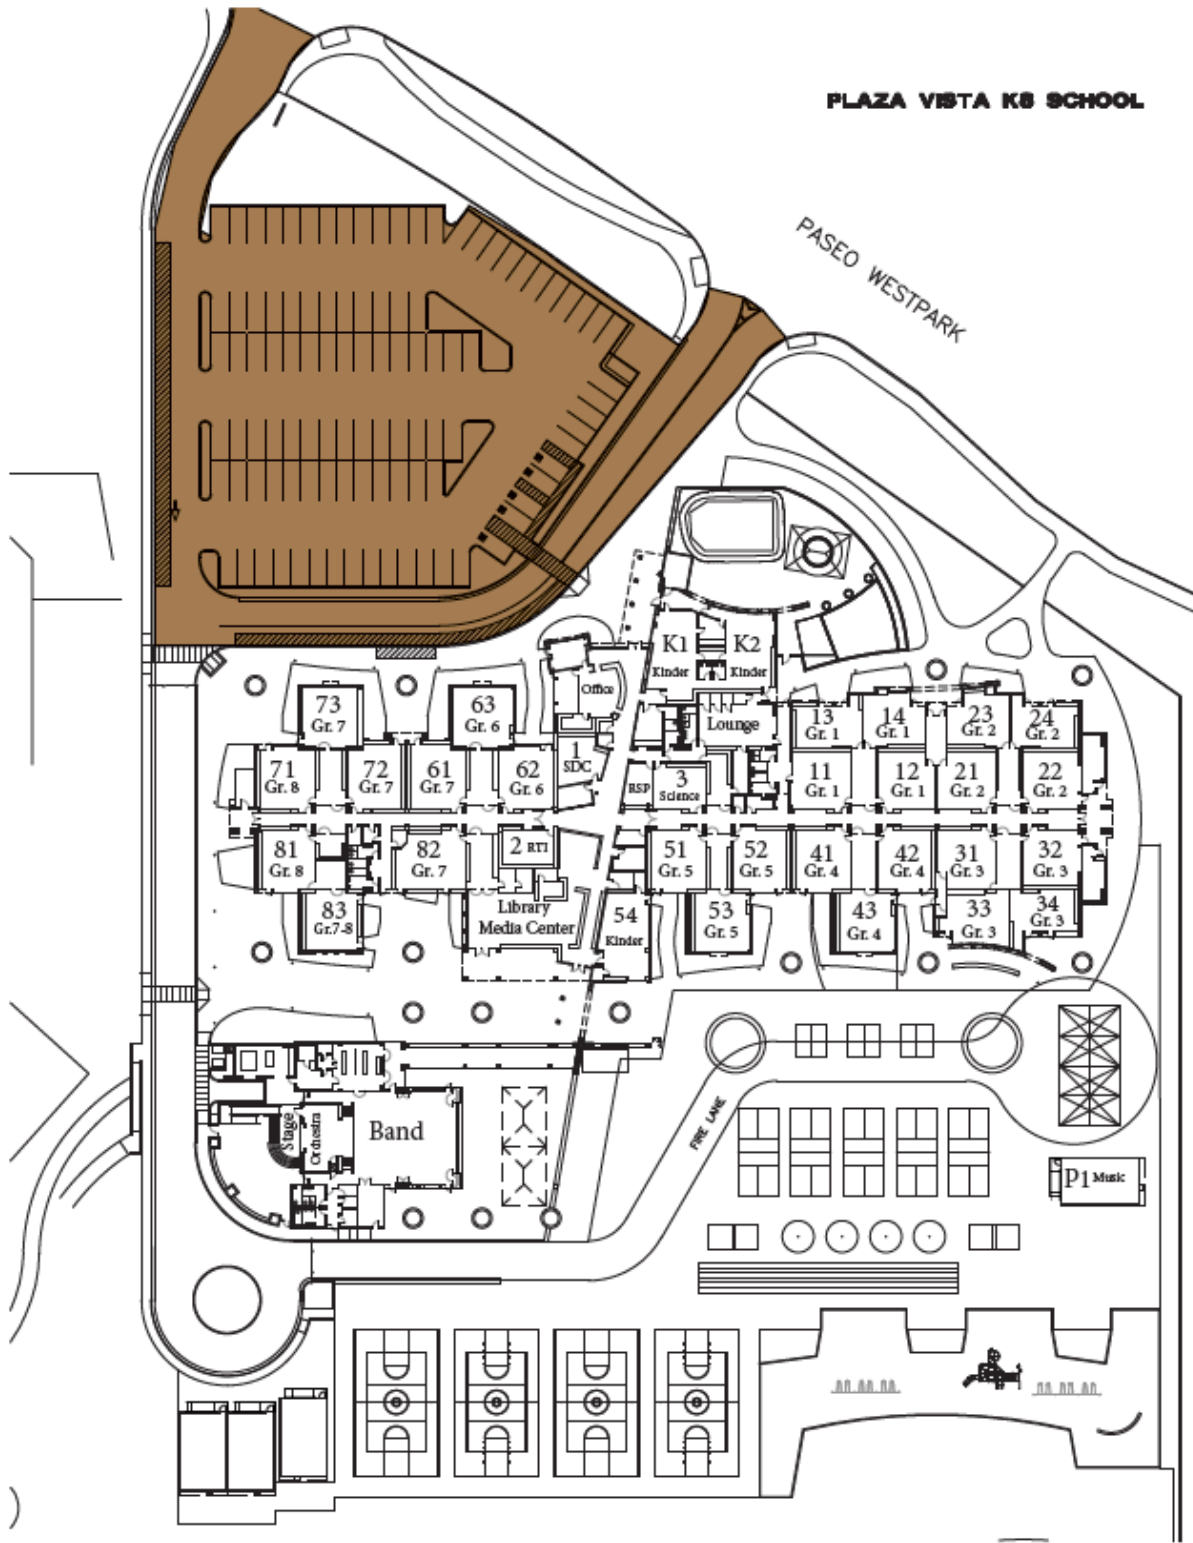 PLAZA VISTA K8 SCHOOL
PASEO WESTPARK
K1
Kinder
K2
Kinder
Office
Lounge
73
Gr. 7
63
Gr. 6
13
Gr. 1
14
Gr. 1
23
Gr. 2
24
Gr. 2
71
Gr. 8
72
Gr. 7
61
Gr. 7
62
Gr. 6
1
SDC
RSP
3
Science
11
Gr. 1
12
Gr. 1
21
Gr. 2
22
Gr. 2
81
Gr. 8
82
Gr. 7
2 RTI
51
Gr. 5
52
Gr. 5
41
Gr. 4
42
Gr. 4
31
Gr. 3
32
Gr. 3
83
Gr.7-8
Library
Media Center
54
Kinder
53
Gr. 5
43
Gr. 4
33
Gr. 3
34
Gr. 3
Stage
Orchestra
Band
FIRE LANE
P1 Music